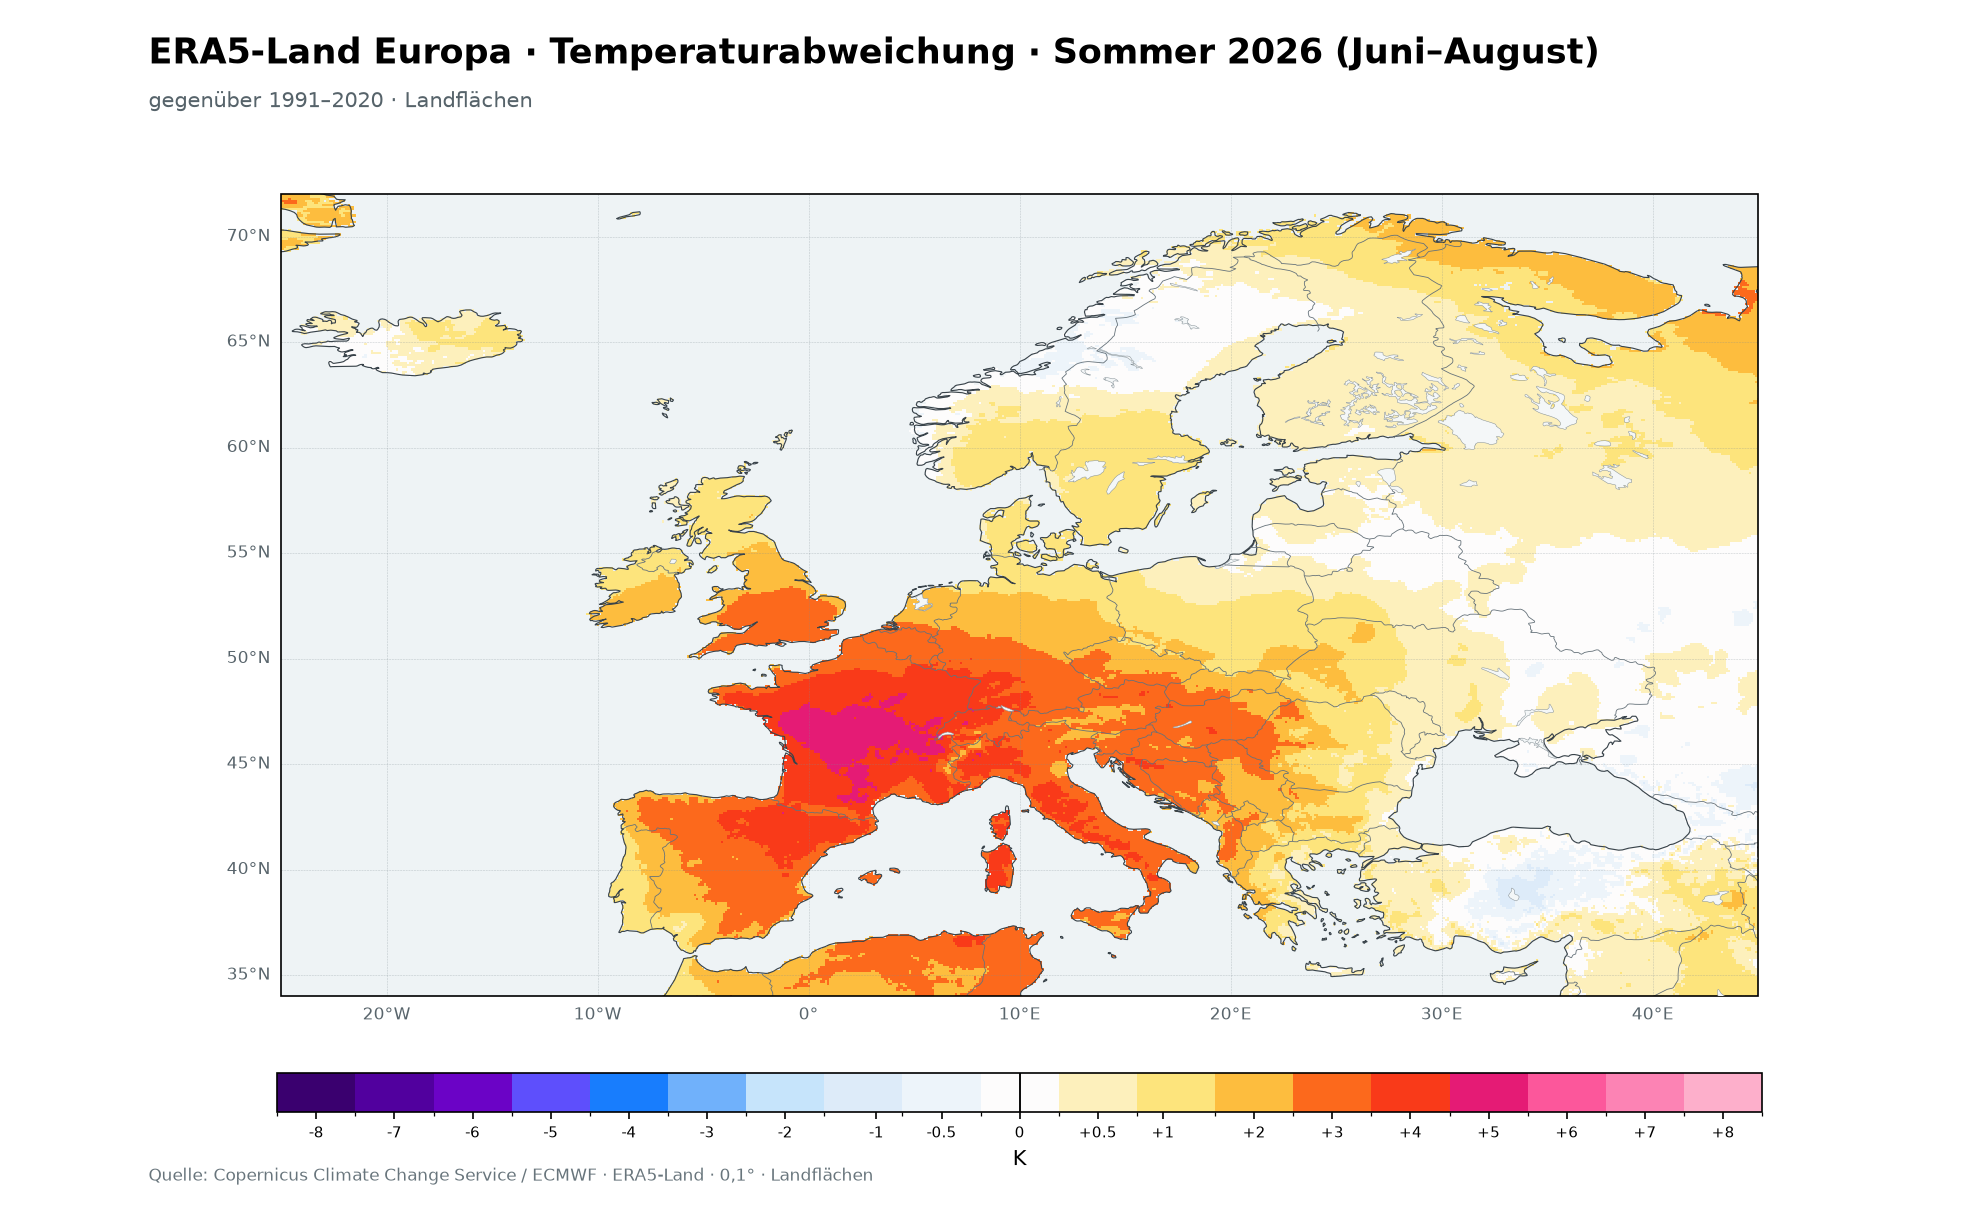 ERA5-Land Europa · Temperaturabweichung · Sommer 2026 (Juni–August)
gegenüber 1991–2020 · Landflächen
70°N
65°N
60°N
55°N
50°N
45°N
40°N
35°N
20°W 10°W 0° 10°E 20°E 30°E 40°E
-8 -7 -6 -5 -4 -3 -2 -1 -0.5 0 +0.5 +1 +2 +3 +4 +5 +6 +7 +8
K
Quelle: Copernicus Climate Change Service / ECMWF · ERA5-Land · 0,1° · Landflächen